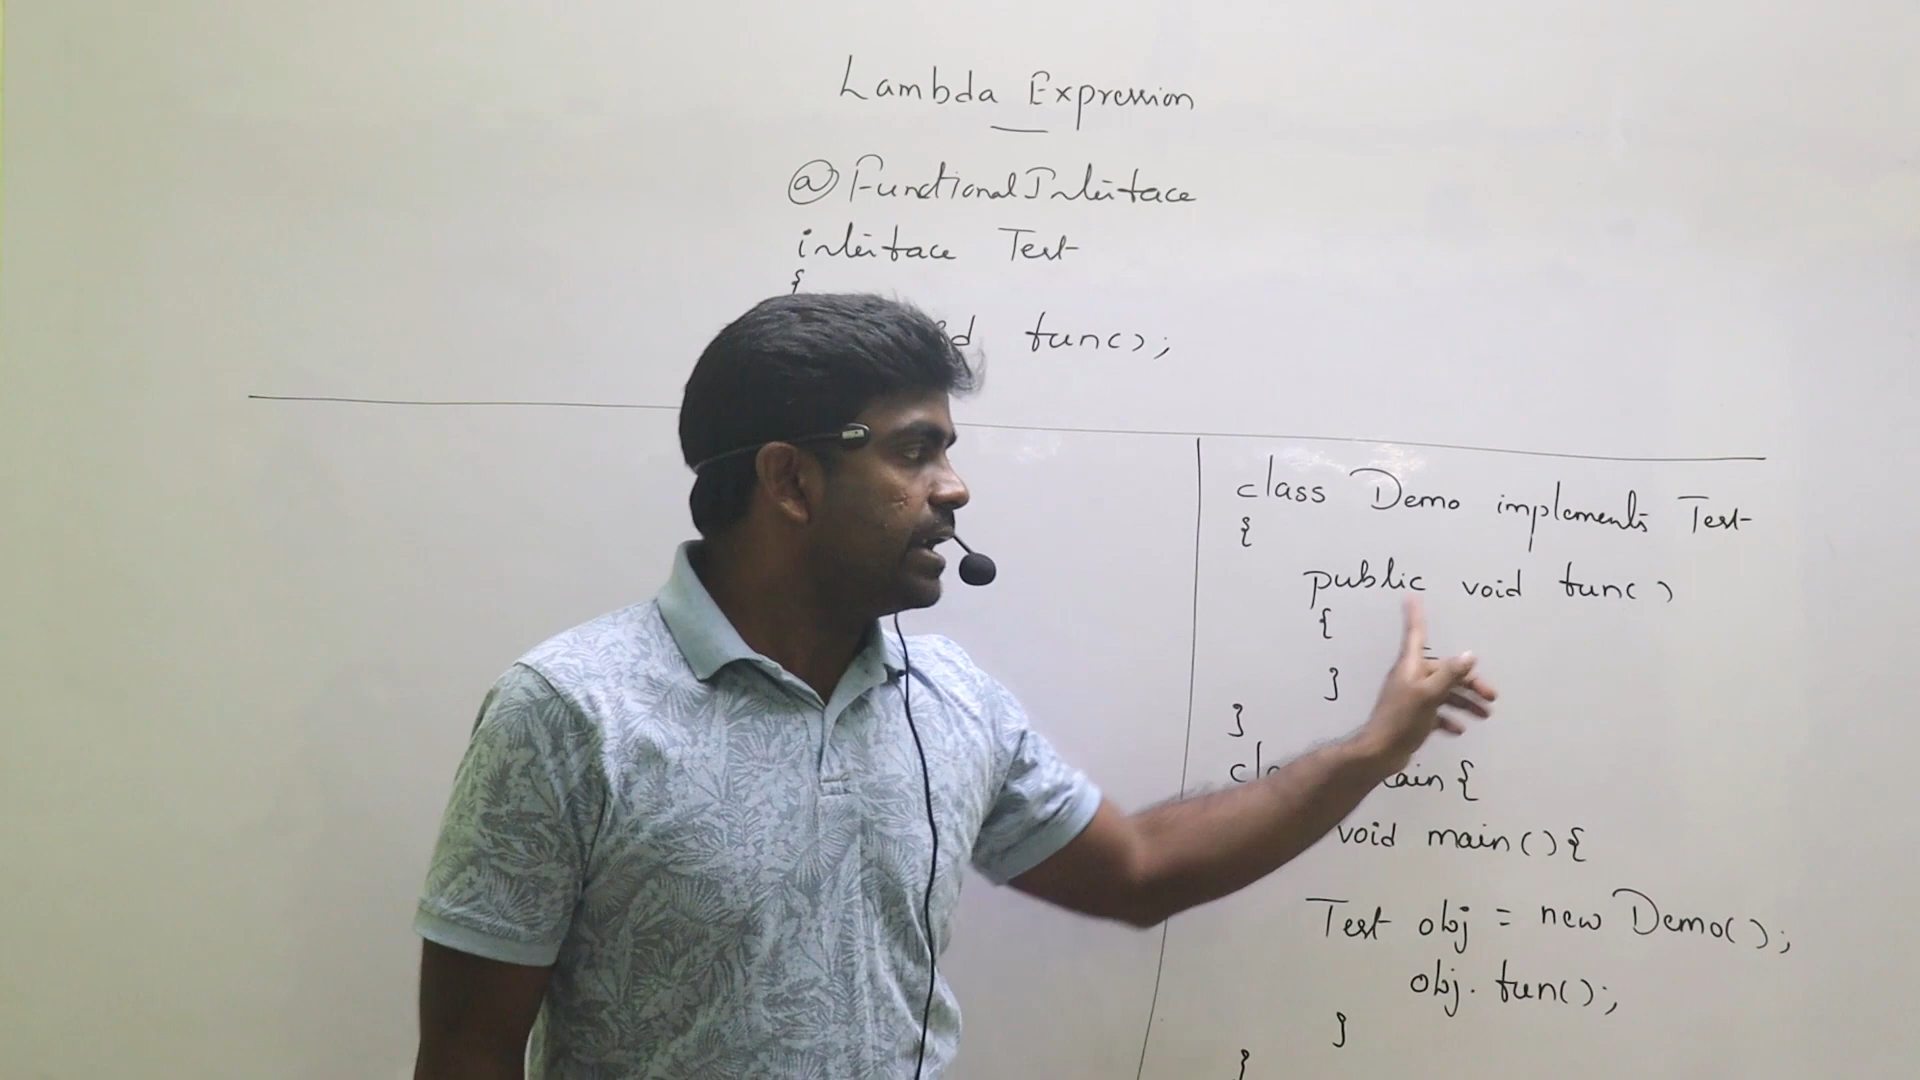 Lambda Expression
@FunctionalInterface
interface Test
{
func();
class Demo implements Test
{
public void func()
{
}
}
void main(){
Test obj = new Demo();
obj.fun();
}
}